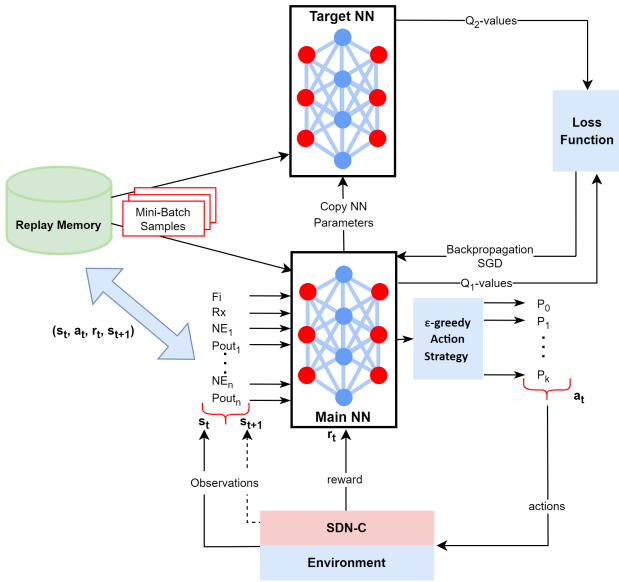 Target NN
Q2-values
Loss
Function
Replay Memory
Mini-Batch
Samples
Copy NN
Parameters
Backpropagation
SGD
Q1-values
(st, at, rt, st+1)
Fi
Rx
NE1
Pout1
NEn
Poutn
Main NN
ε-greedy
Action
Strategy
P0
P1
Pk
at
st
st+1
rt
Observations
reward
actions
SDN-C
Environment